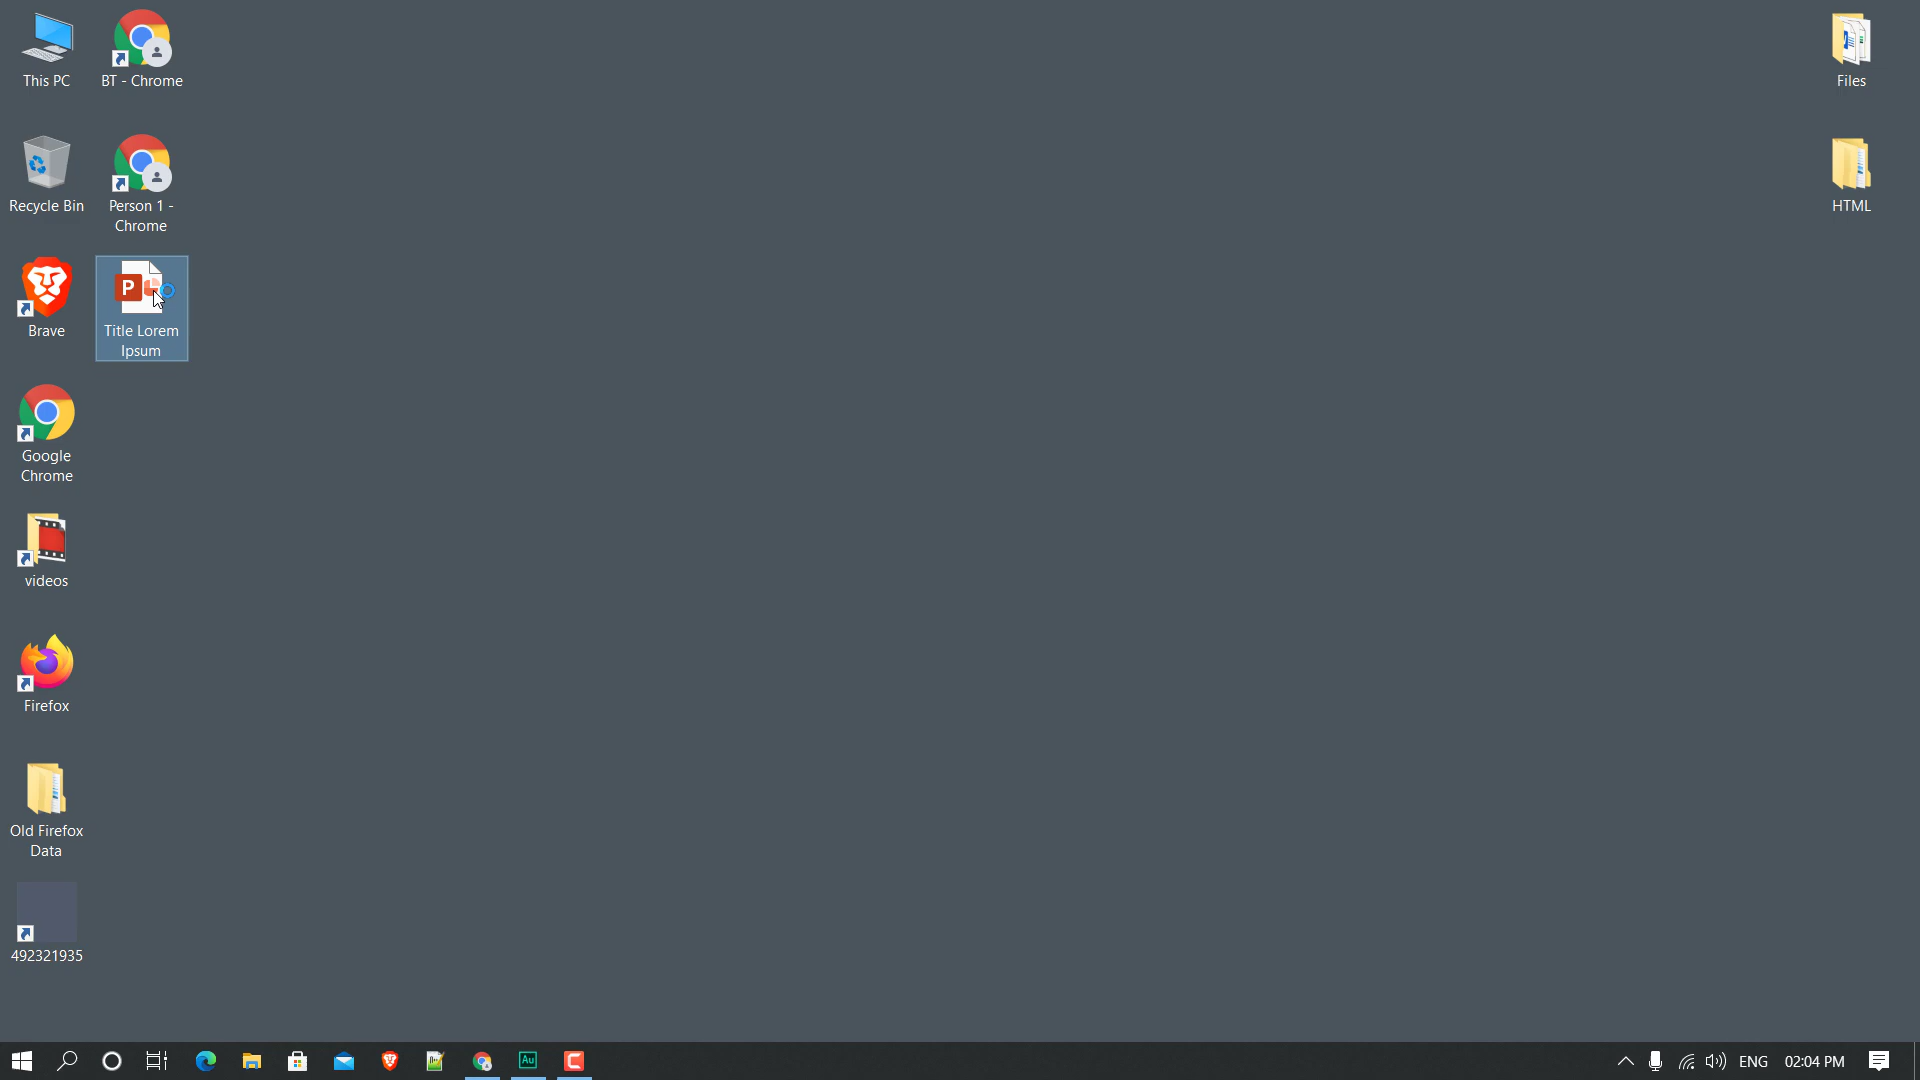 This PC
BT - Chrome
Files
Recycle Bin
Person 1 -
Chrome
HTML
Brave
P
Title Lorem
Ipsum
Google
Chrome
videos
Firefox
Old Firefox
Data
492321935
Au
ENG
02:04 PM